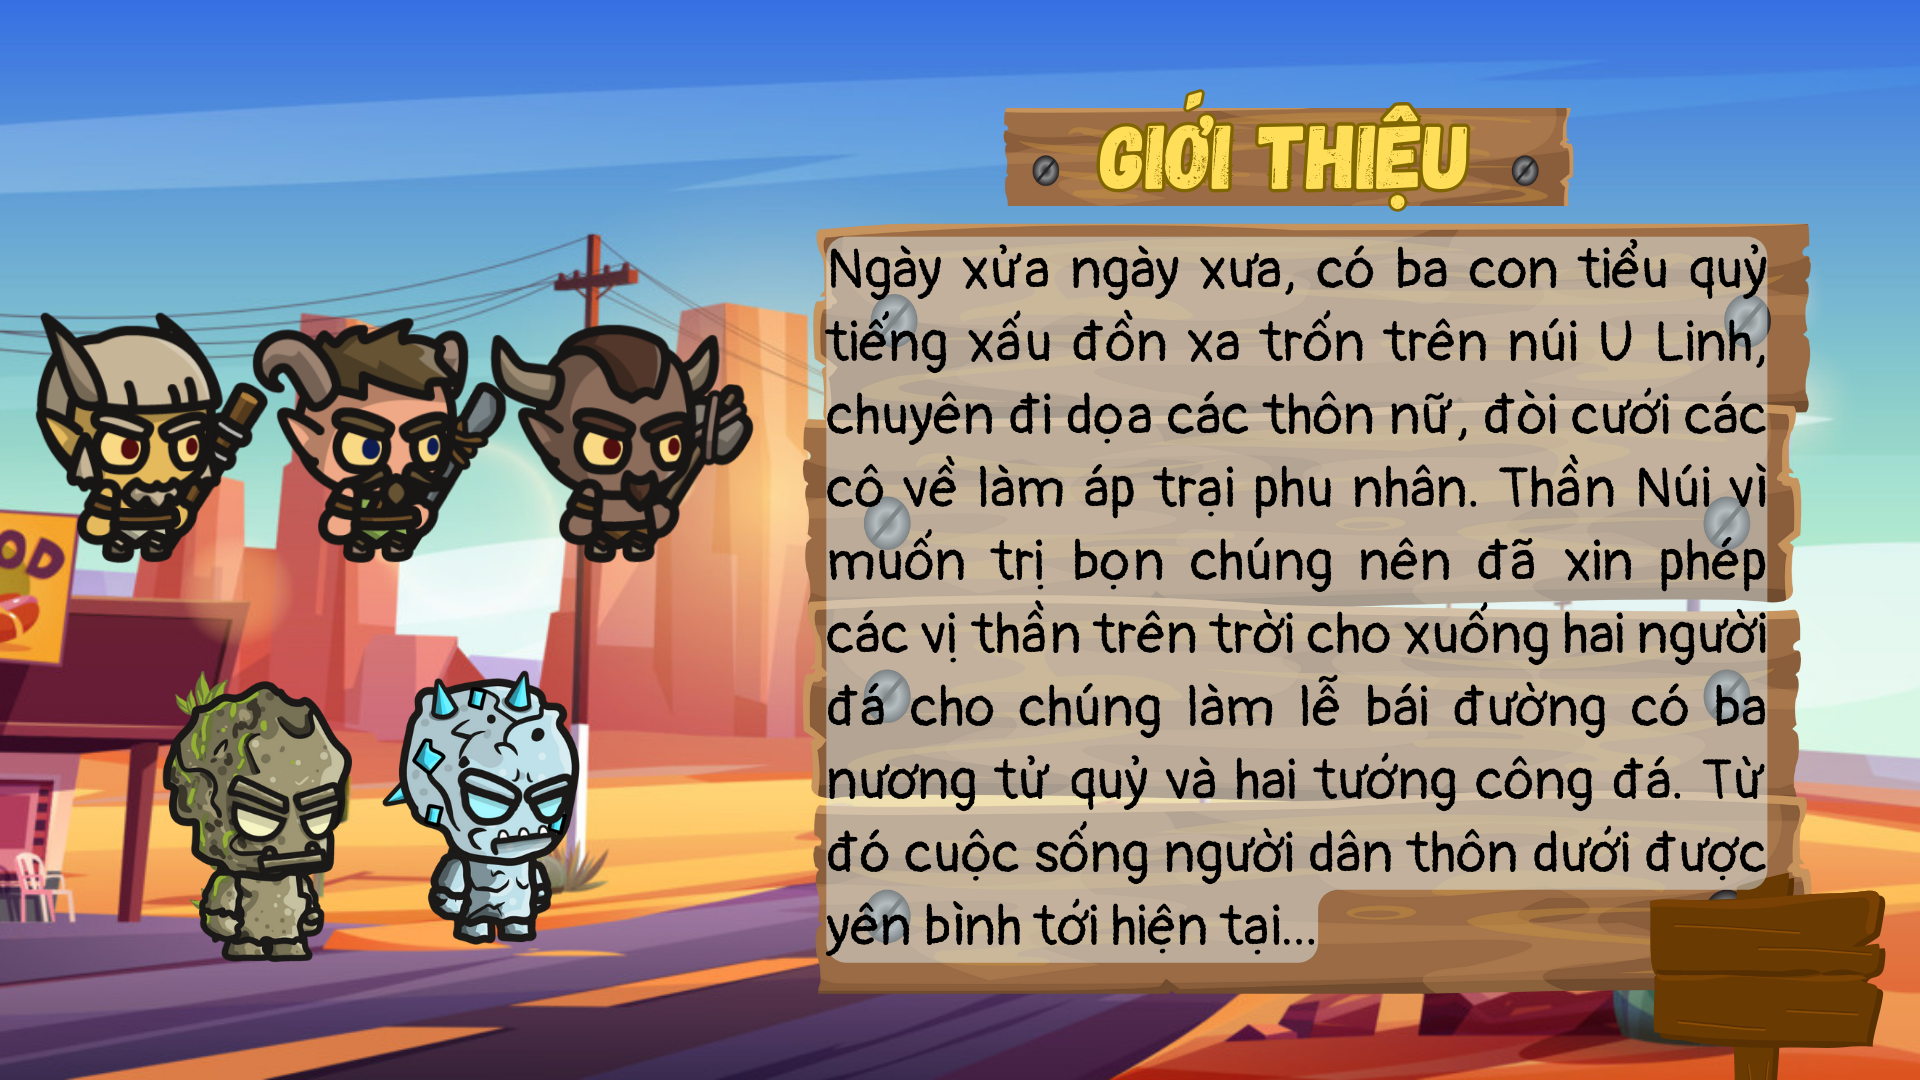 GIỚI THIỆU
Ngày xửa ngày xưa, có ba con tiểu quỷ
tiếng xấu đồn xa trốn trên núi U Linh,
chuyên đi dọa các thôn nữ, đòi cưới các
cô về làm áp trại phu nhân. Thần Núi vì
muốn trị bọn chúng nên đã xin phép
các vị thần trên trời cho xuống hai người
đá cho chúng làm lễ bái đường có ba
nương tử quỷ và hai tướng công đá. Từ
đó cuộc sống người dân thôn dưới được
yên bình tới hiện tại...
OD